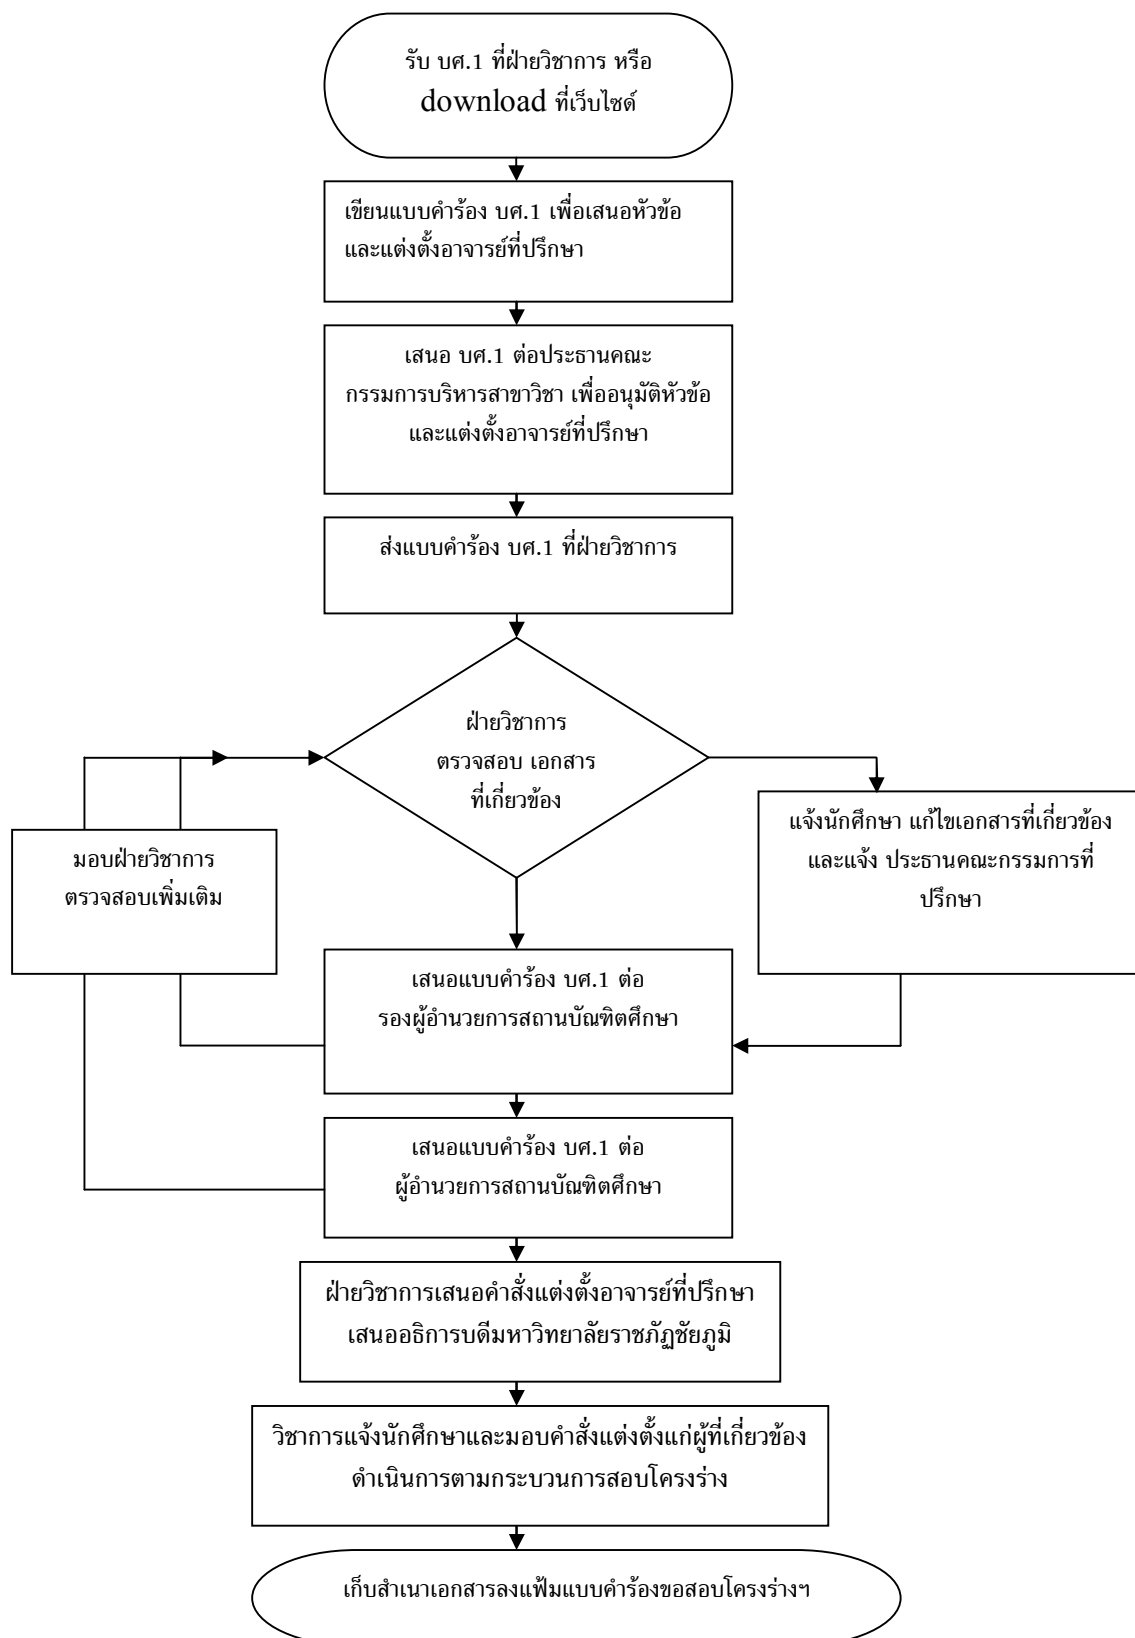 รับ บศ.1 ที่ฝ่ายวิชาการ หรือ
download ที่เว็บไซด์
เขียนแบบคำร้อง บศ.1 เพื่อเสนอหัวข้อ
และแต่งตั้งอาจารย์ที่ปรึกษา
เสนอ บศ.1 ต่อประธานคณะ
กรรมการบริหารสาขาวิชา เพื่ออนุมัติหัวข้อ
และแต่งตั้งอาจารย์ที่ปรึกษา
ส่งแบบคำร้อง บศ.1 ที่ฝ่ายวิชาการ
ฝ่ายวิชาการ
ตรวจสอบ เอกสาร
ที่เกี่ยวข้อง
แจ้งนักศึกษา แก้ไขเอกสารที่เกี่ยวข้อง
และแจ้ง ประธานคณะกรรมการที่
ปรึกษา
มอบฝ่ายวิชาการ
ตรวจสอบเพิ่มเติม
เสนอแบบคำร้อง บศ.1 ต่อ
รองผู้อำนวยการสถานบัณฑิตศึกษา
เสนอแบบคำร้อง บศ.1 ต่อ
ผู้อำนวยการสถานบัณฑิตศึกษา
ฝ่ายวิชาการเสนอคำสั่งแต่งตั้งอาจารย์ที่ปรึกษา
เสนออธิการบดีมหาวิทยาลัยราชภัฏชัยภูมิ
วิชาการแจ้งนักศึกษาและมอบคำสั่งแต่งตั้งแก่ผู้ที่เกี่ยวข้อง
ดำเนินการตามกระบวนการสอบโครงร่าง
เก็บสำเนาเอกสารลงแฟ้มแบบคำร้องขอสอบโครงร่างฯ